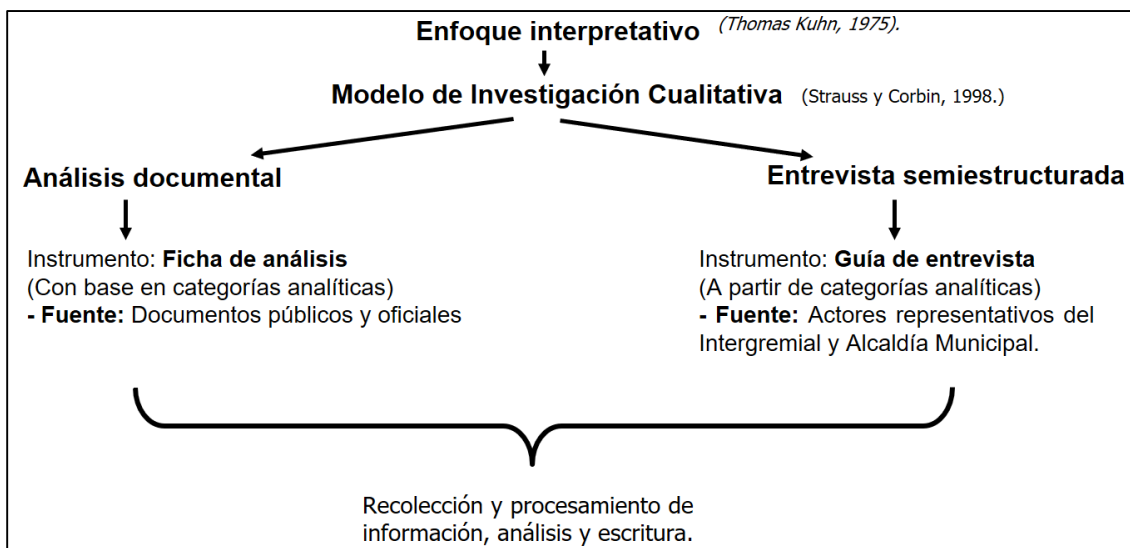 Enfoque interpretativo (Thomas Kuhn, 1975).
Modelo de Investigación Cualitativa (Strauss y Corbin, 1998.)
Análisis documental
Instrumento: Ficha de análisis
(Con base en categorías analíticas)
- Fuente: Documentos públicos y oficiales
Entrevista semiestructurada
Instrumento: Guía de entrevista
(A partir de categorías analíticas)
- Fuente: Actores representativos del
Intergremial y Alcaldía Municipal.
Recolección y procesamiento de
información, análisis y escritura.